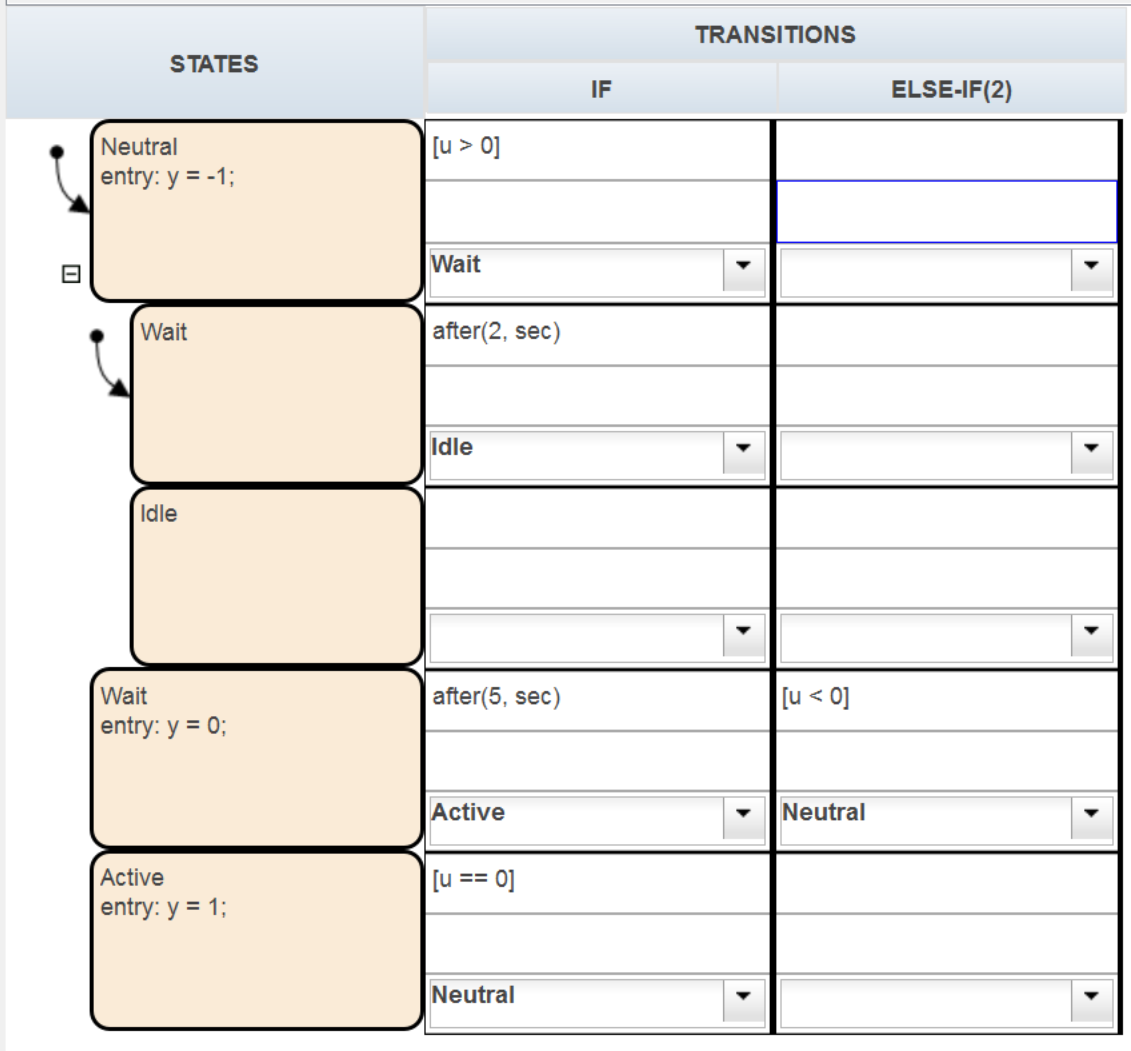 STATES
TRANSITIONS
IF
ELSE-IF(2)
Neutral
entry: y = -1;
[u > 0]
Wait
Wait
after(2, sec)
Idle
Idle
Wait
entry: y = 0;
after(5, sec)
[u < 0]
Active
Neutral
Active
entry: y = 1;
[u == 0]
Neutral